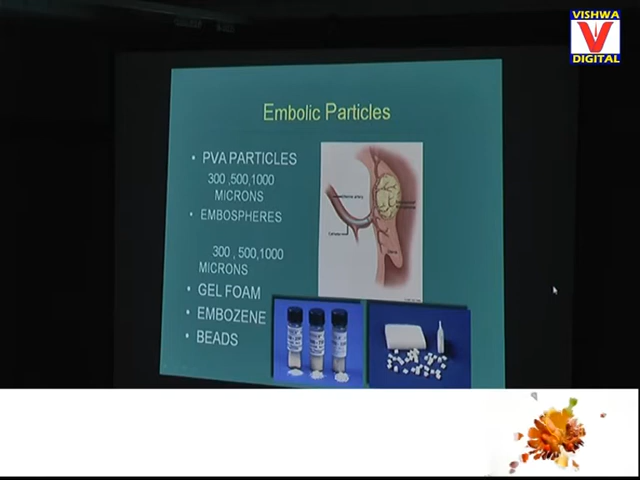 VISHWA
V
DIGITAL
Embolic Particles
• PVA PARTICLES
300 ,500,1000
MICRONS
• EMBOSPHERES
300 , 500,1000
MICRONS
• GEL FOAM
• EMBOZENE
• BEADS